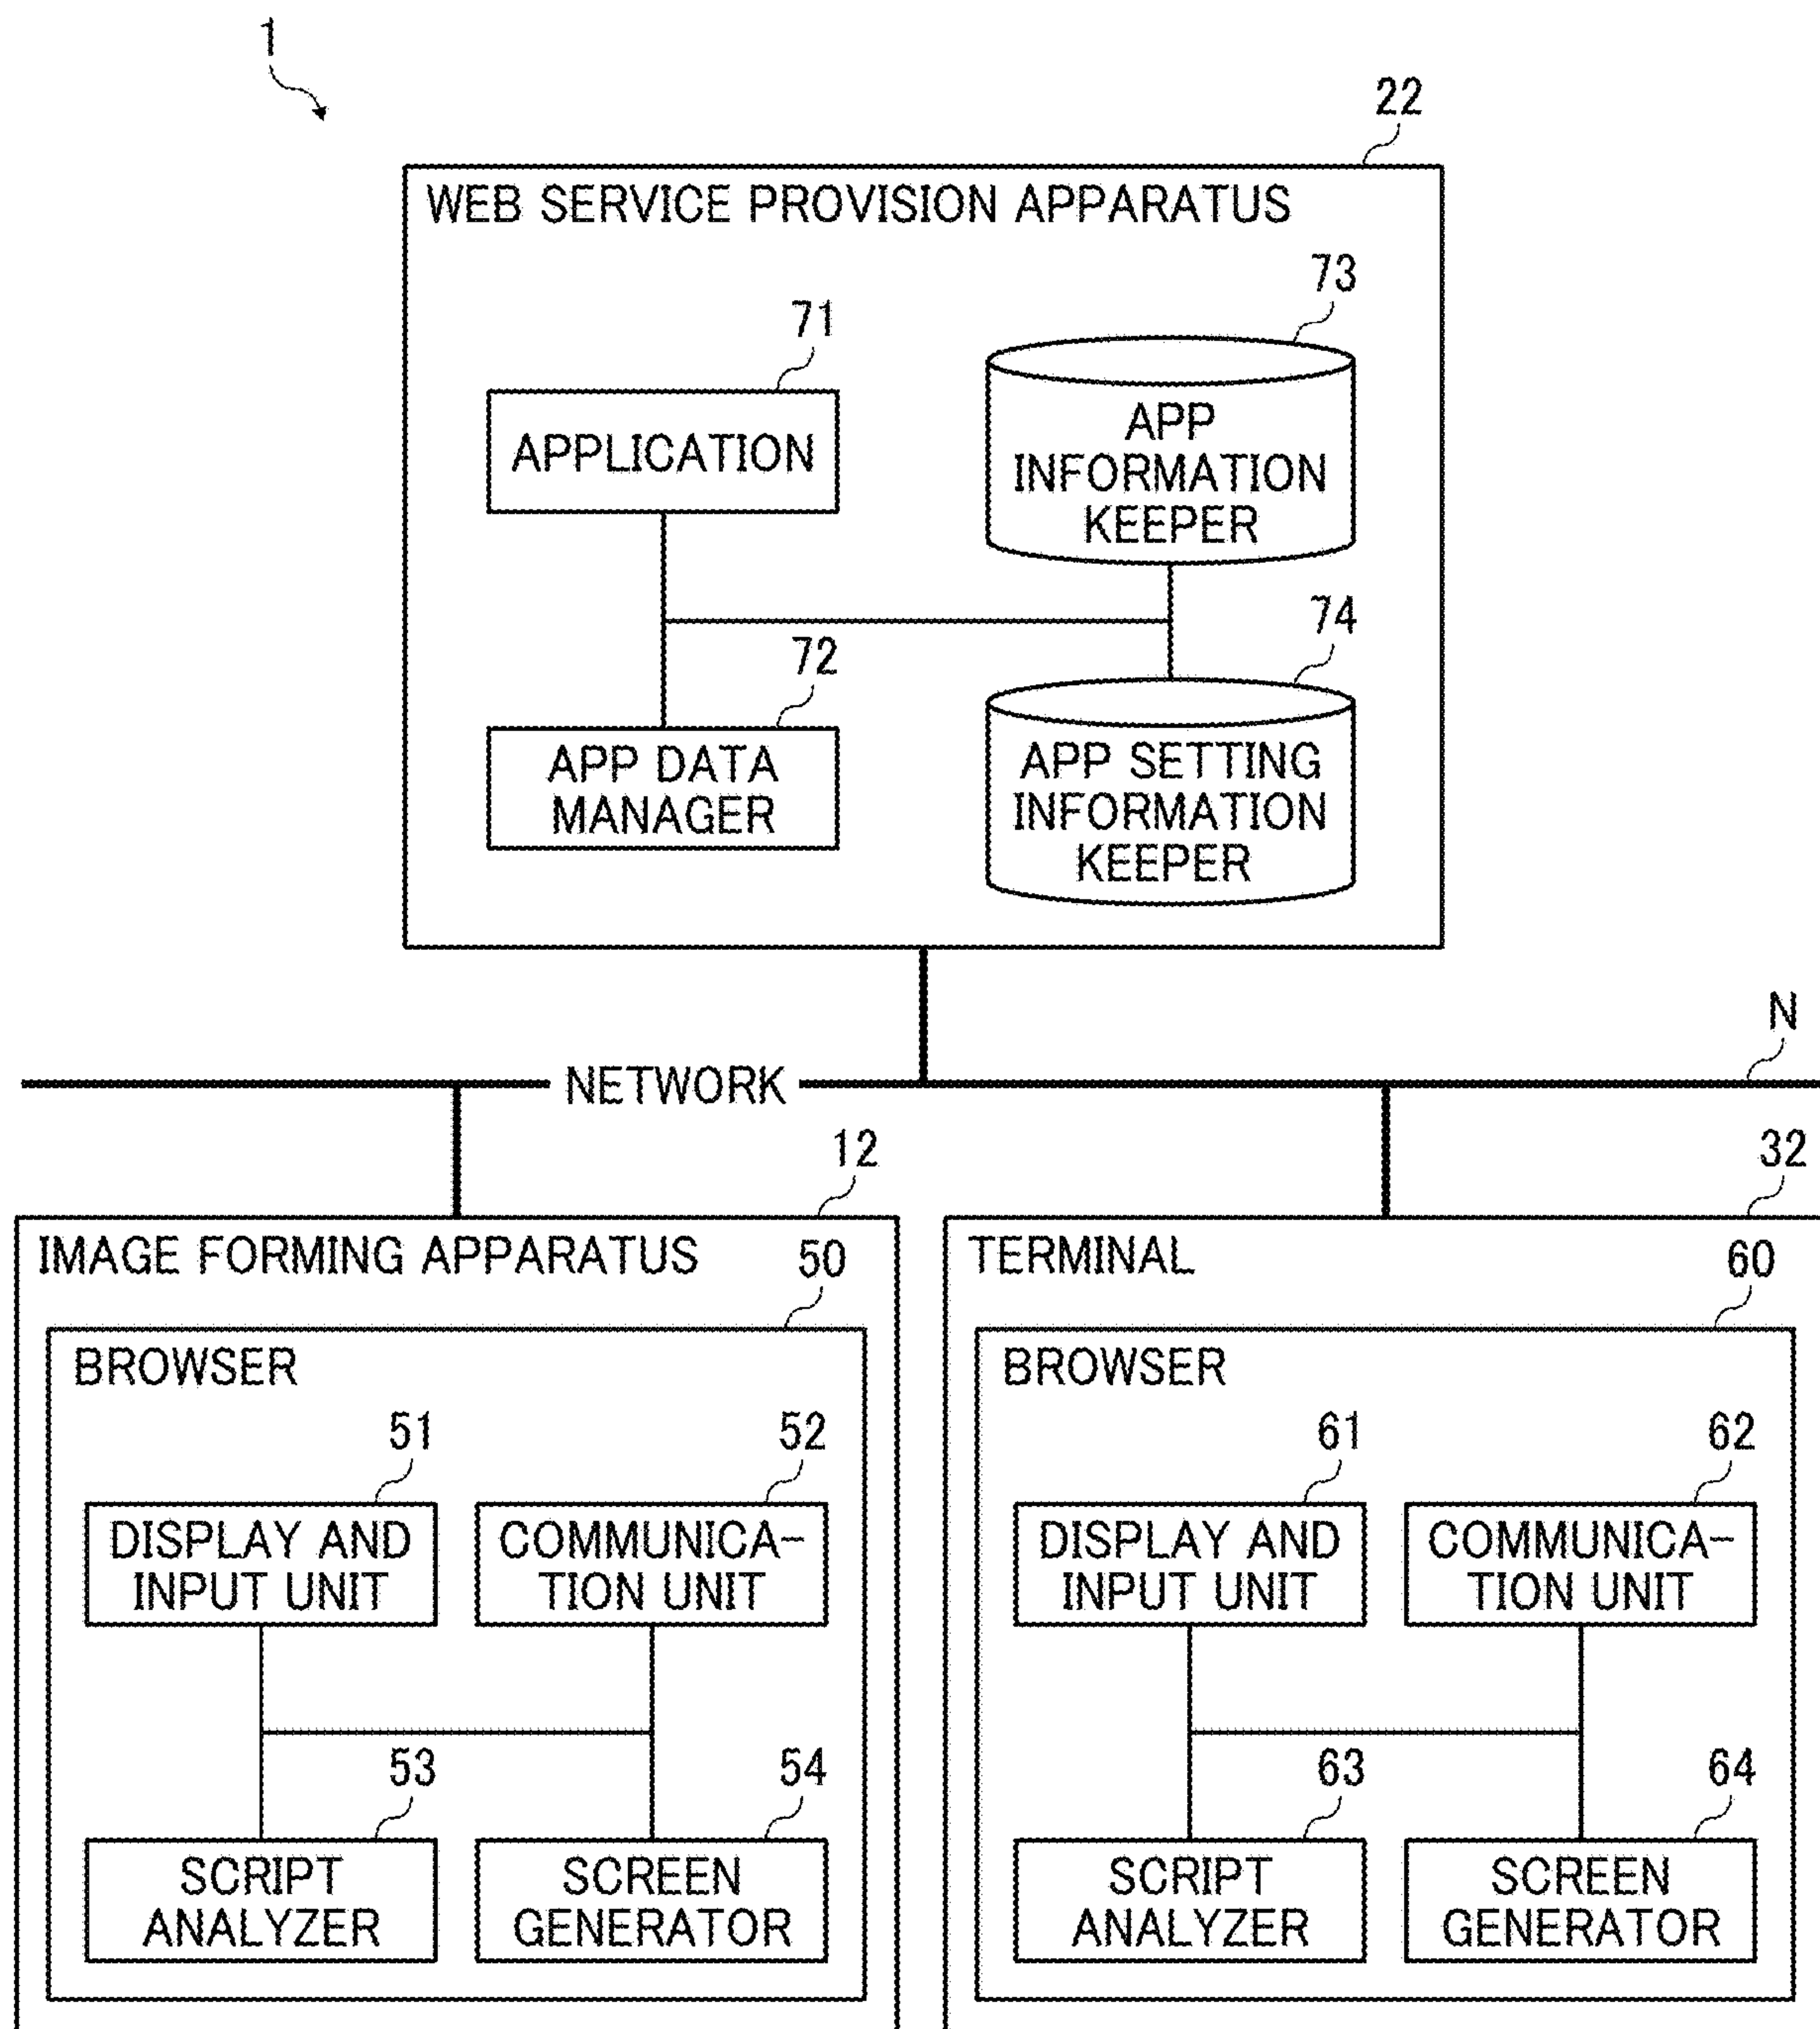 1
22
WEB SERVICE PROVISION APPARATUS
73
71
APPLICATION
APP
INFORMATION
KEEPER
74
72
APP DATA
MANAGER
APP SETTING
INFORMATION
KEEPER
N
NETWORK
12
32
IMAGE FORMING APPARATUS
50
TERMINAL
60
BROWSER
BROWSER
51
52
61
62
DISPLAY AND
INPUT UNIT
COMMUNICA-
TION UNIT
DISPLAY AND
INPUT UNIT
COMMUNICA-
TION UNIT
53
54
63
64
SCRIPT
ANALYZER
SCREEN
GENERATOR
SCRIPT
ANALYZER
SCREEN
GENERATOR